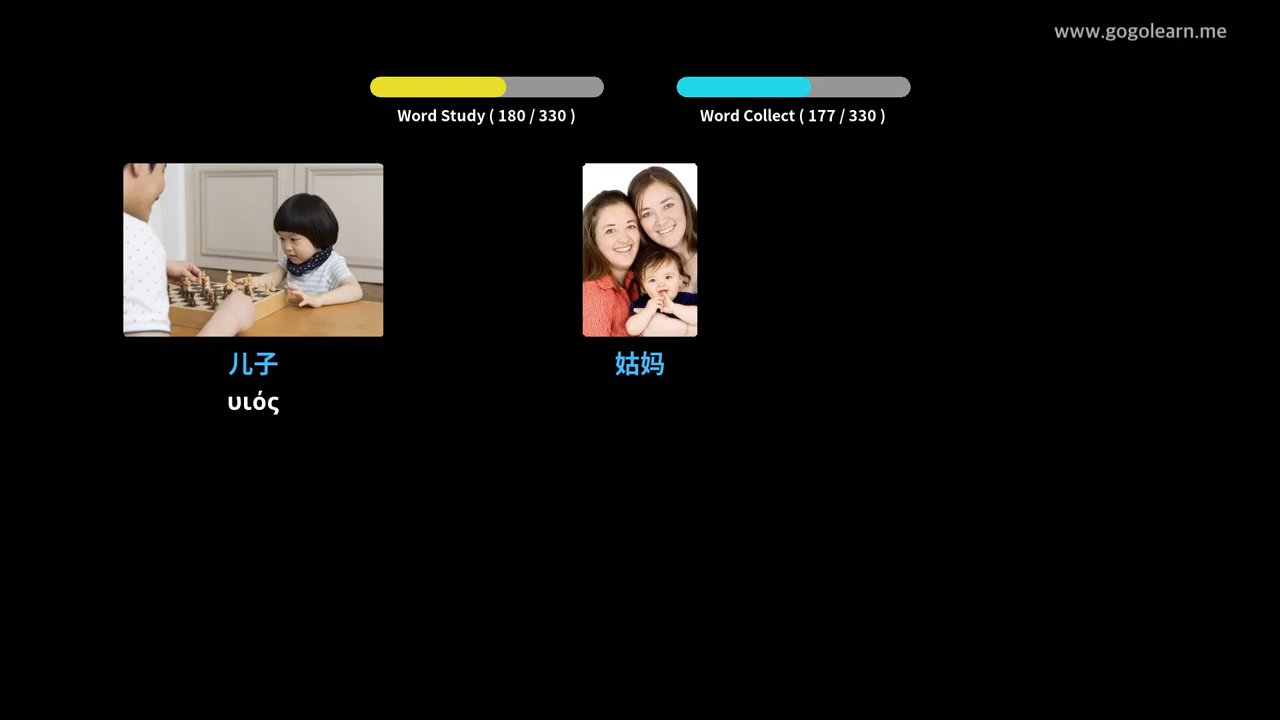 www.gogolearn.me
Word Study ( 180 / 330 )
Word Collect ( 177 / 330 )
儿子
υιός
姑妈